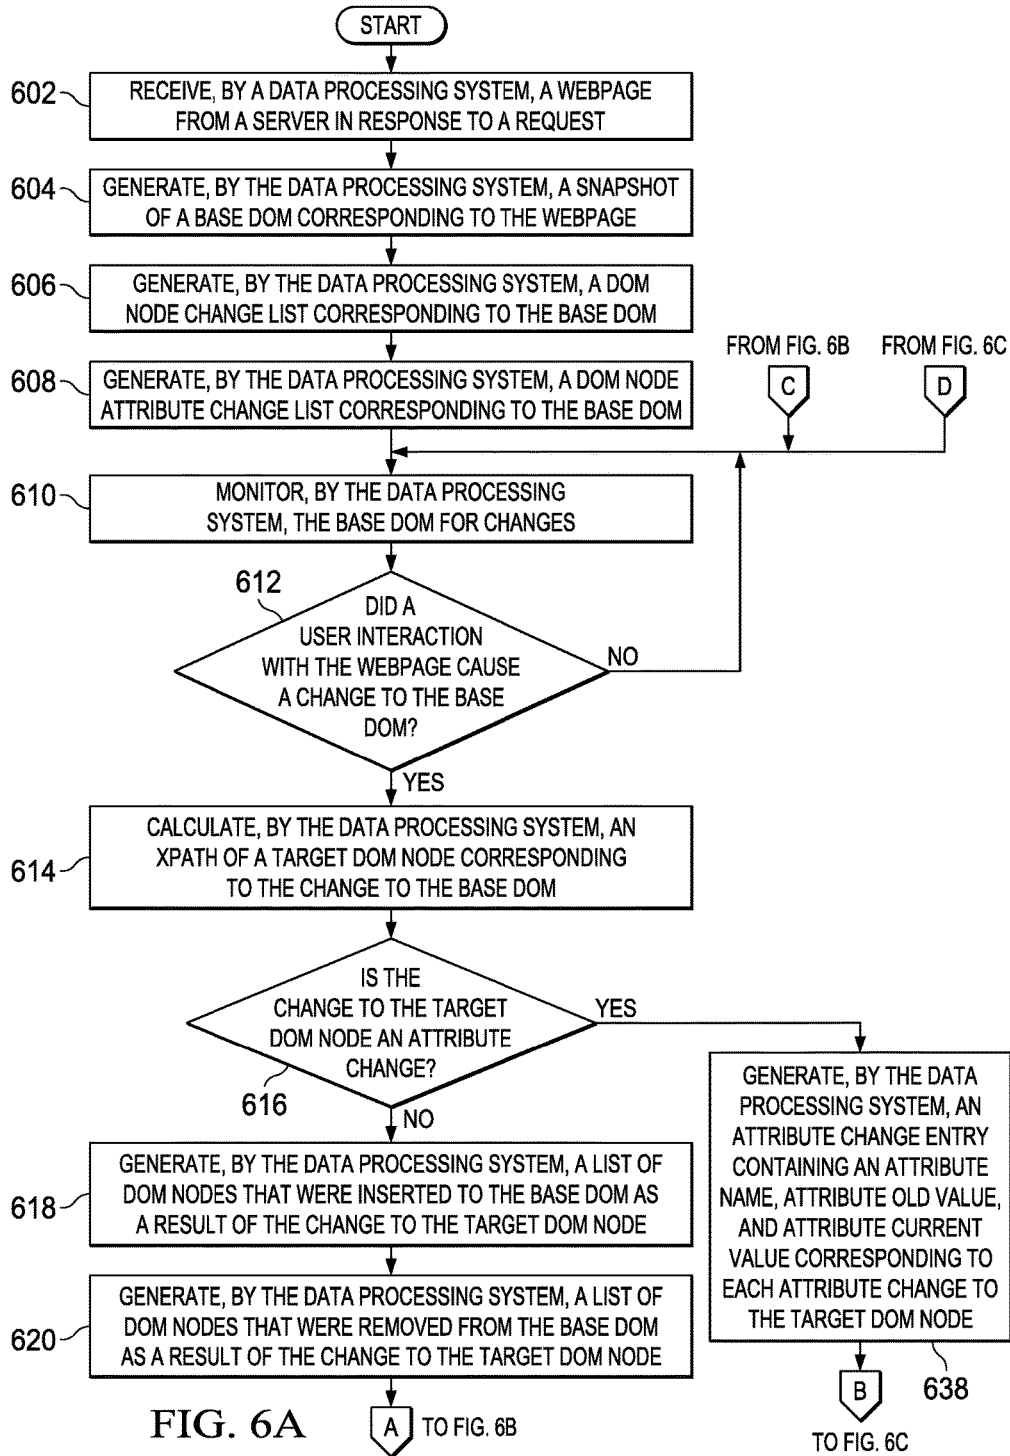 START
602
RECEIVE, BY A DATA PROCESSING SYSTEM, A WEBPAGE
FROM A SERVER IN RESPONSE TO A REQUEST
604
GENERATE, BY THE DATA PROCESSING SYSTEM, A SNAPSHOT
OF A BASE DOM CORRESPONDING TO THE WEBPAGE
606
GENERATE, BY THE DATA PROCESSING SYSTEM, A DOM
NODE CHANGE LIST CORRESPONDING TO THE BASE DOM
608
GENERATE, BY THE DATA PROCESSING SYSTEM, A DOM NODE
ATTRIBUTE CHANGE LIST CORRESPONDING TO THE BASE DOM
FROM FIG. 6B
C
FROM FIG. 6C
D
610
MONITOR, BY THE DATA PROCESSING
SYSTEM, THE BASE DOM FOR CHANGES
612
DID A
USER INTERACTION
WITH THE WEBPAGE CAUSE
A CHANGE TO THE BASE
DOM?
NO
YES
614
CALCULATE, BY THE DATA PROCESSING SYSTEM, AN
XPATH OF A TARGET DOM NODE CORRESPONDING
TO THE CHANGE TO THE BASE DOM
IS THE
CHANGE TO THE TARGET
DOM NODE AN ATTRIBUTE
CHANGE?
616
YES
NO
618
GENERATE, BY THE DATA PROCESSING SYSTEM, A LIST OF
DOM NODES THAT WERE INSERTED TO THE BASE DOM AS
A RESULT OF THE CHANGE TO THE TARGET DOM NODE
620
GENERATE, BY THE DATA PROCESSING SYSTEM, A LIST OF
DOM NODES THAT WERE REMOVED FROM THE BASE DOM
AS A RESULT OF THE CHANGE TO THE TARGET DOM NODE
GENERATE, BY THE DATA
PROCESSING SYSTEM, AN
ATTRIBUTE CHANGE ENTRY
CONTAINING AN ATTRIBUTE
NAME, ATTRIBUTE OLD VALUE,
AND ATTRIBUTE CURRENT
VALUE CORRESPONDING TO
EACH ATTRIBUTE CHANGE TO
THE TARGET DOM NODE
638
B
TO FIG. 6C
A
TO FIG. 6B
FIG. 6A